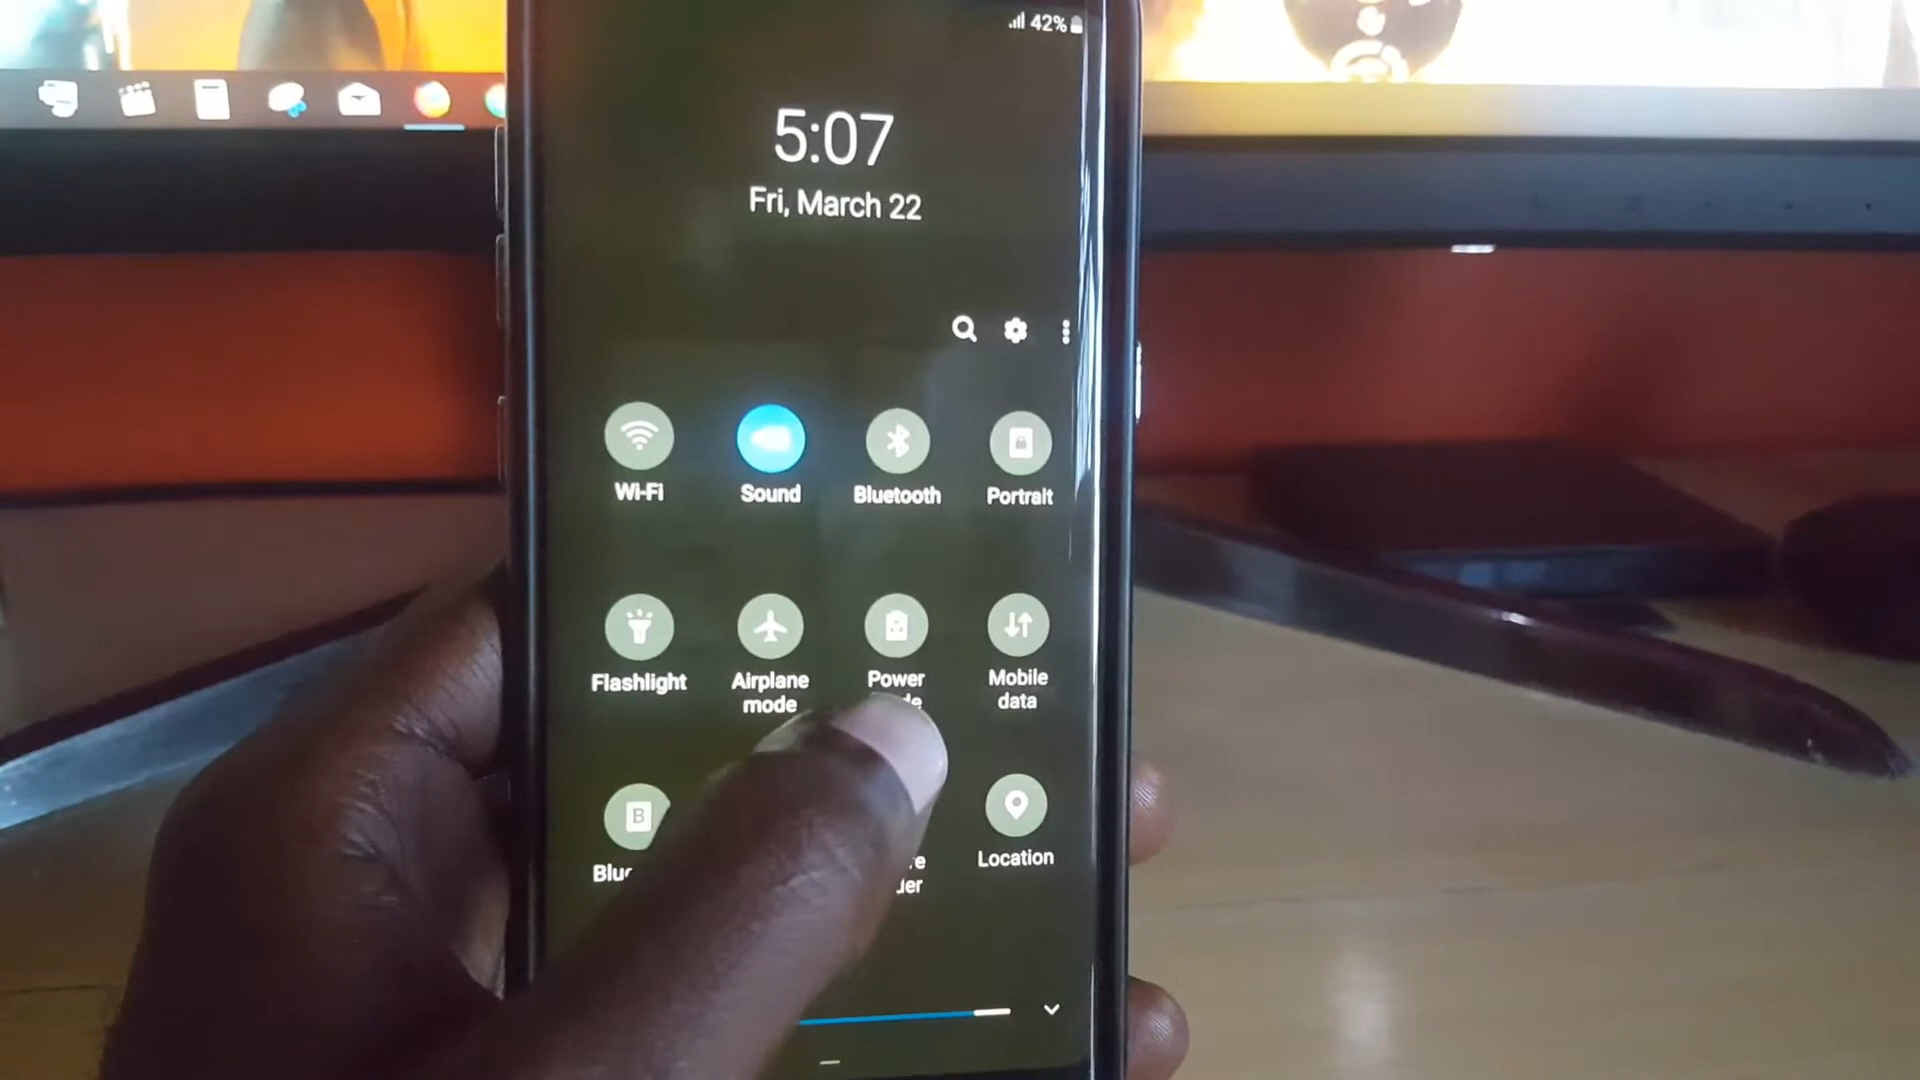 42%
5:07
Fri, March 22
Wi-Fi
Sound
Bluetooth
Portrait
Flashlight
Airplane
mode
Power
Mobile
data
B
Location